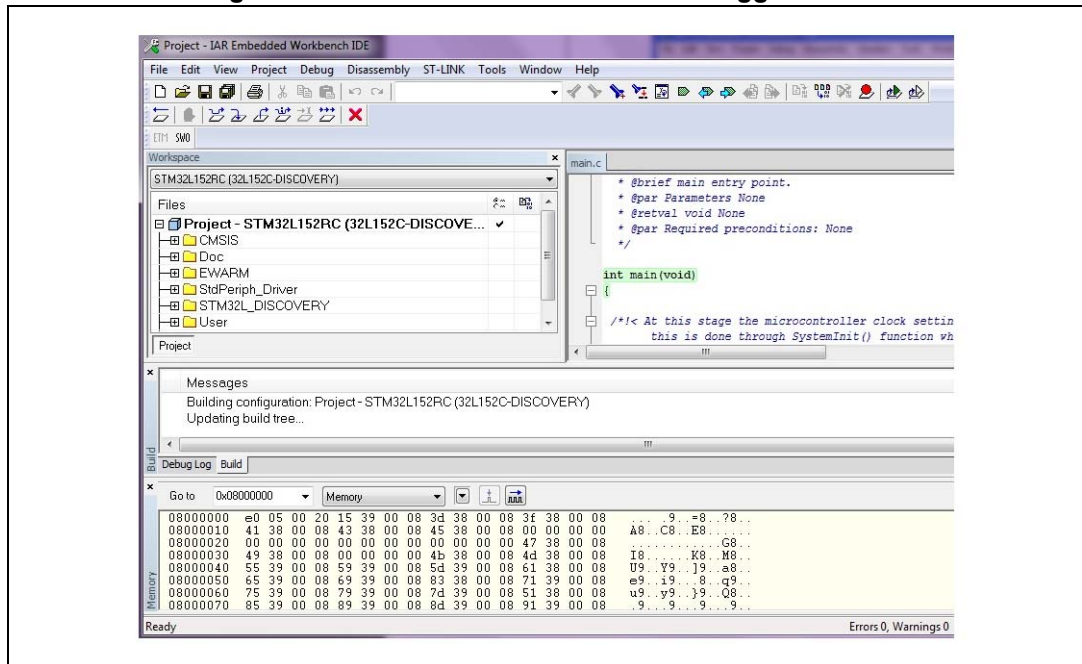 Project - IAR Embedded Workbench IDE
File Edit View Project Debug Disassembly ST-LINK Tools Window Help
ETM SWO
Workspace
STM32L152RC (32L152C-DISCOVERY)
Files
Project - STM32L152RC (32L152C-DISCOVE...
CMSIS
Doc
EWARM
StdPeriph_Driver
STM32L_DISCOVERY
User
Project
main.c
* @brief main entry point.
* @par Parameters None
* @retval void None
* @par Required preconditions: None
*/
int main(void)
{
/*!< At this stage the microcontroller clock settin
this is done through SystemInit() function wh
Messages
Building configuration: Project - STM32L152RC (32L152C-DISCOVERY)
Updating build tree...
Build
Debug Log Build
Go to 0x08000000 Memory
08000000 e0 05 00 20 15 39 00 08 3d 38 00 08 3f 38 00 08 ... .9..=8..?8..
08000010 41 38 00 08 43 38 00 08 45 38 00 08 00 00 00 00 A8..C8..E8......
08000020 00 00 00 00 00 00 00 00 00 00 00 00 47 38 00 08 ............G8..
08000030 49 38 00 08 00 00 00 00 4b 38 00 08 4d 38 00 08 I8......K8..M8..
08000040 55 39 00 08 59 39 00 08 5d 39 00 08 61 38 00 08 U9..Y9..]9..a8..
08000050 65 39 00 08 69 39 00 08 83 38 00 08 71 39 00 08 e9..i9...8..q9..
08000060 75 39 00 08 79 39 00 08 7d 39 00 08 51 38 00 08 u9..y9..}9..Q8..
08000070 85 39 00 08 89 39 00 08 8d 39 00 08 91 39 00 08 .9...9...9...9..
Memory
Ready Errors 0, Warnings 0